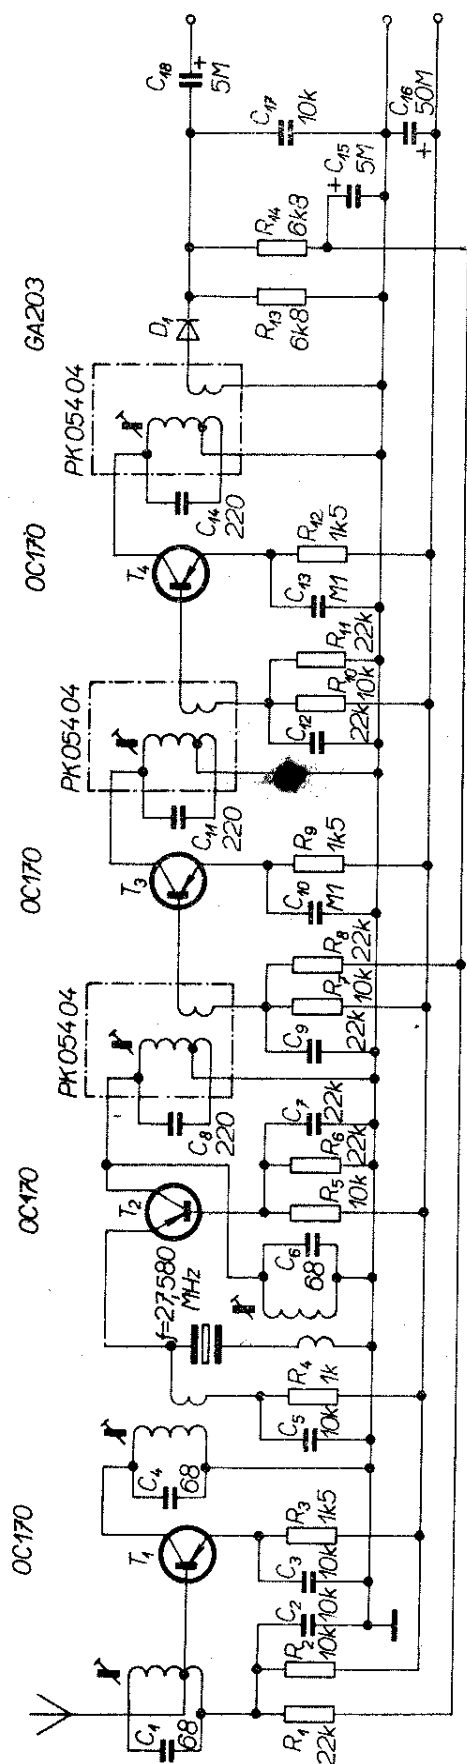 OC170
OC170
PK05404
OC170
PK05404
OC170
PK05404
GA203
C₁
68
R₁
22k
R₂
10k
C₂
10k
T₁
C₃
10k
R₃
1k5
C₄
68
C₅
10k
R₄
1k
f=27,580
MHz
T₂
C₆
68
R₅
10k
R₆
22k
C₇
22k
C₈
220
C₉
22k
R₇
10k
R₈
22k
T₃
C₁₀
M1
R₉
1k5
C₁₁
220
C₁₂
22k
R₁₀
10k
R₁₁
22k
T₄
C₁₃
M1
R₁₂
1k5
C₁₄
220
D₁
R₁₃
6k8
R₁₄
6k8
+
C₁₅
5M
C₁₇
10k
C₁₈
+
5M
C₁₆
+
50M